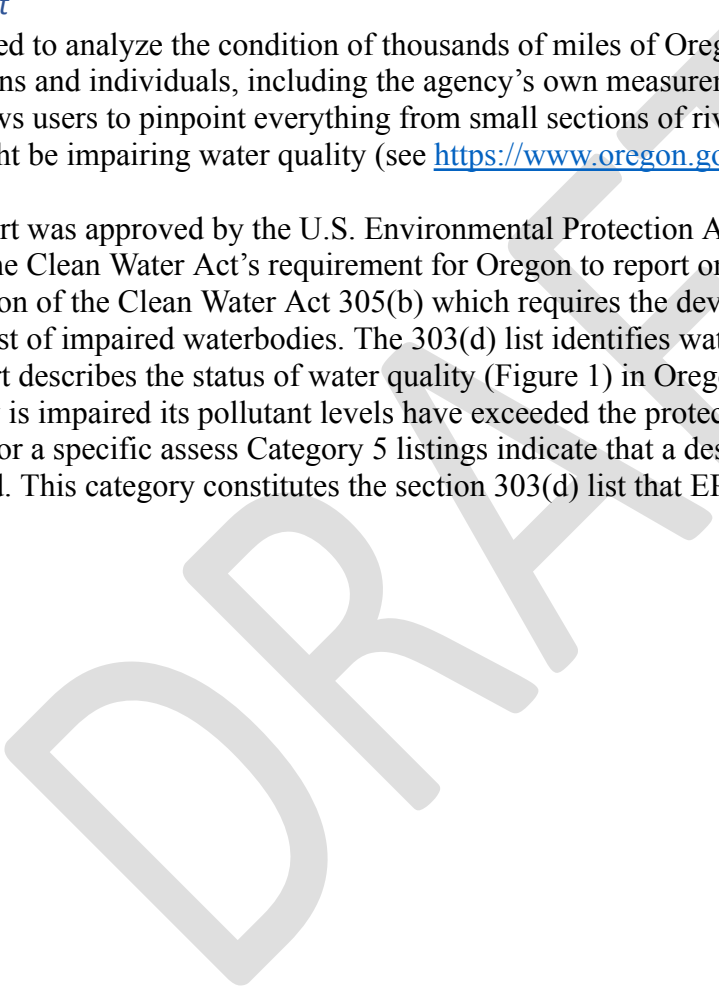 t
ed to analyze the condition of thousands of miles of Oreg
ns and individuals, including the agency’s own measurem
ws users to pinpoint everything from small sections of riv
ht be impairing water quality (see https://www.oregon.go
rt was approved by the U.S. Environmental Protection A
he Clean Water Act’s requirement for Oregon to report on
on of the Clean Water Act 305(b) which requires the dev
st of impaired waterbodies. The 303(d) list identifies wat
rt describes the status of water quality (Figure 1) in Orego
y is impaired its pollutant levels have exceeded the protec
or a specific assess Category 5 listings indicate that a des
d. This category constitutes the section 303(d) list that EP
DRAFT